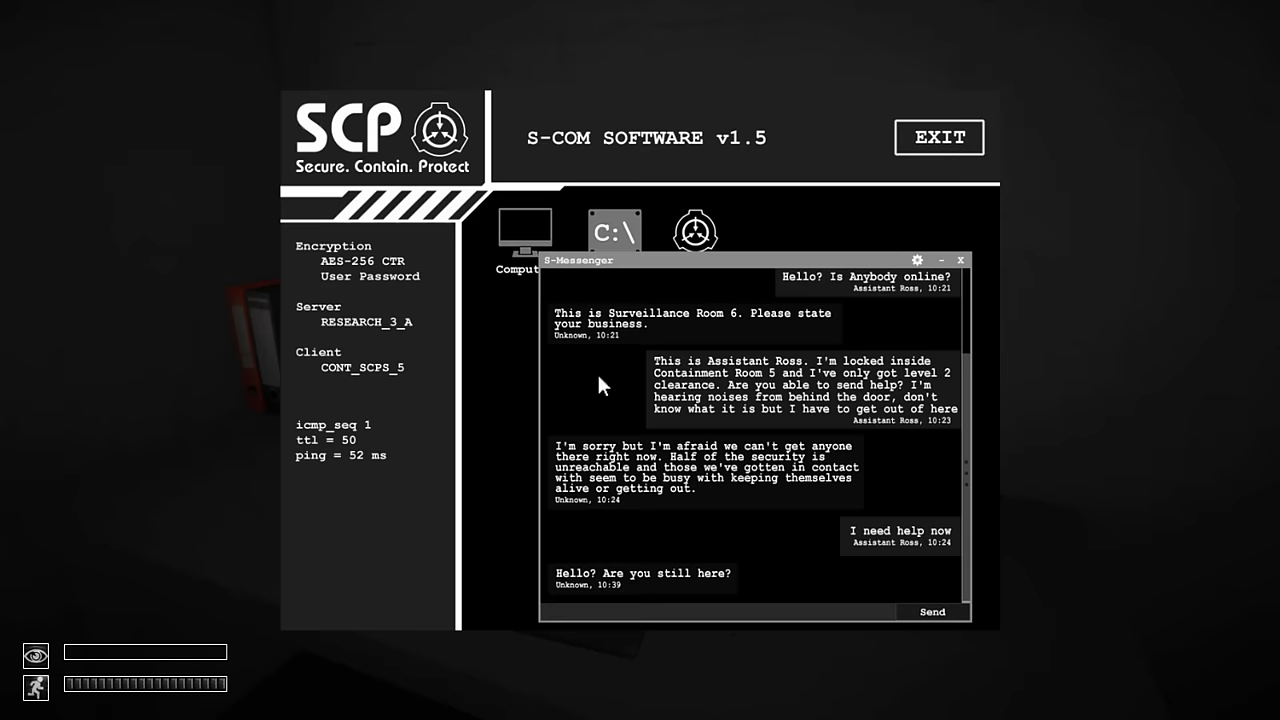 SCP
Secure. Contain. Protect
S-COM SOFTWARE v1.5
EXIT
Encryption
AES-256 CTR
User Password
Server
RESEARCH_3_A
Client
CONT_SCPS_5
icmp_seq 1
ttl = 50
ping = 52 ms
C:\
Comput
S-Messenger
- X
Hello? Is Anybody online?
Assistant Ross, 10:21
This is Surveillance Room 6. Please state
your business.
Unknown, 10:21
This is Assistant Ross. I'm locked inside
Containment Room 5 and I've only got level 2
clearance. Are you able to send help? I'm
hearing noises from behind the door, don't
know what it is but I have to get out of here
Assistant Ross, 10:23
I'm sorry but I'm afraid we can't get anyone
there right now. Half of the security is
unreachable and those we've gotten in contact
with seem to be busy with keeping themselves
alive or getting out.
Unknown, 10:24
I need help now
Assistant Ross, 10:24
Hello? Are you still here?
Unknown, 10:39
Send